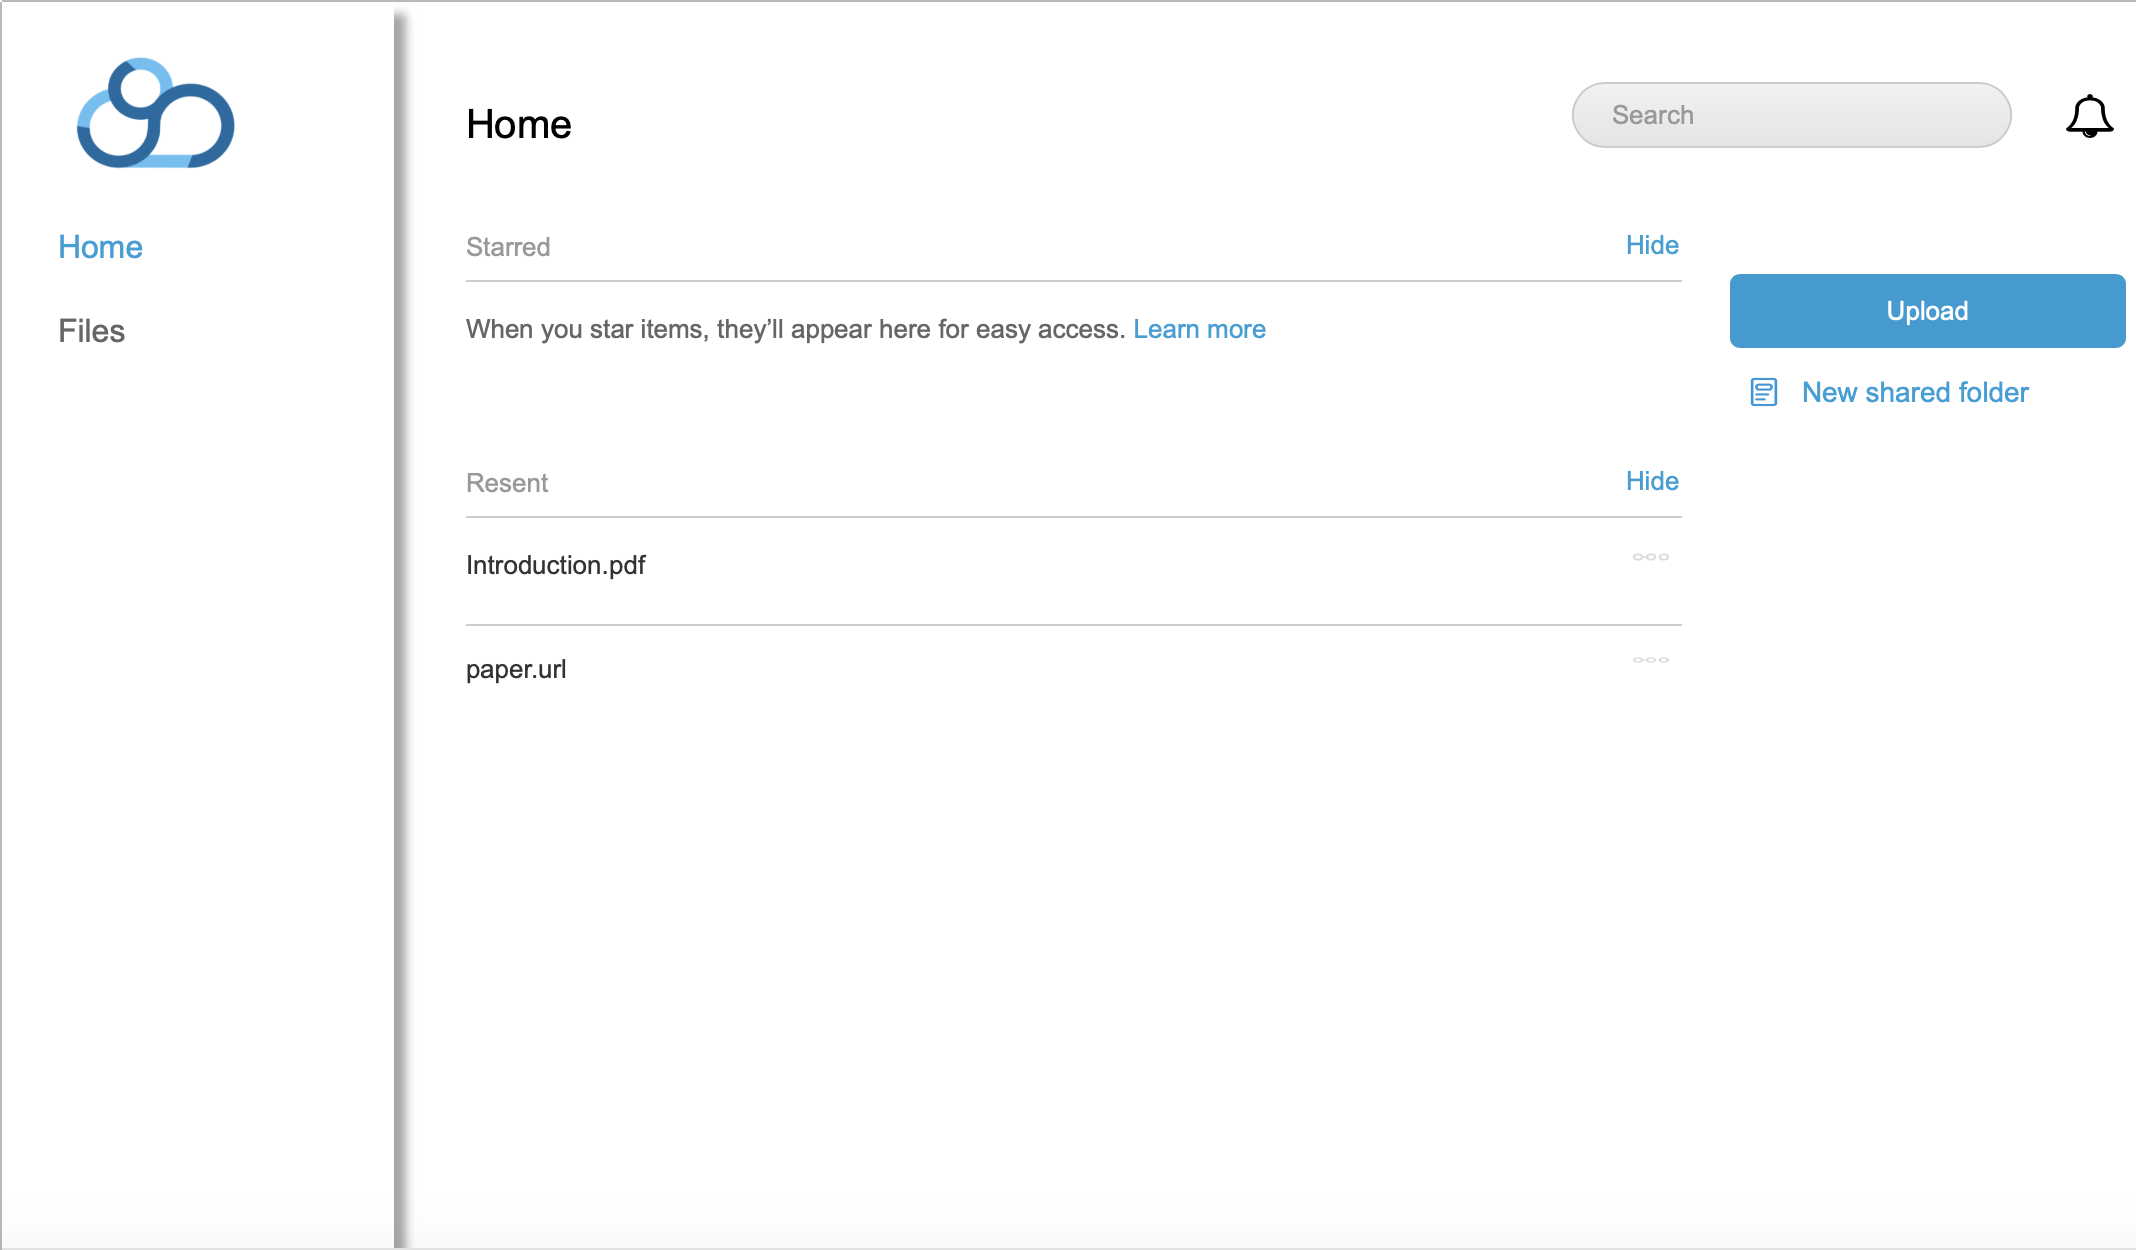 Home
Files
Home
Search
Starred
Hide
When you star items, they’ll appear here for easy access. Learn more
Upload
New shared folder
Resent
Hide
Introduction.pdf
paper.url